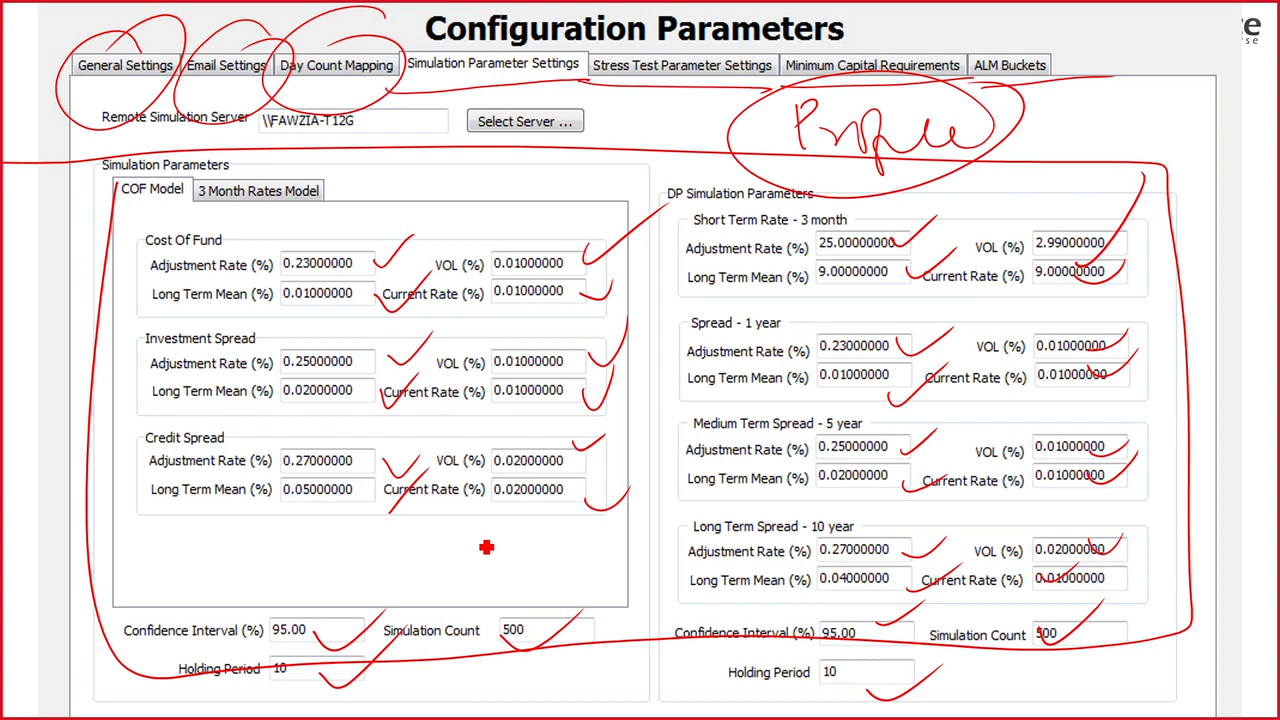 Configuration Parameters
ce
rse
General Settings Email Settings Day Count Mapping Simulation Parameter Settings Stress Test Parameter Settings Minimum Capital Requirements ALM Buckets
Remote Simulation Server \\FAWZIA-T12G Select Server ...
Simulation Parameters
COF Model 3 Month Rates Model
Cost Of Fund
Adjustment Rate (%) 0.23000000 VOL (%) 0.01000000
Long Term Mean (%) 0.01000000 Current Rate (%) 0.01000000
Investment Spread
Adjustment Rate (%) 0.25000000 VOL (%) 0.01000000
Long Term Mean (%) 0.02000000 Current Rate (%) 0.01000000
Credit Spread
Adjustment Rate (%) 0.27000000 VOL (%) 0.02000000
Long Term Mean (%) 0.05000000 Current Rate (%) 0.02000000
Confidence Interval (%) 95.00 Simulation Count 500
Holding Period 10
DP Simulation Parameters
Short Term Rate - 3 month
Adjustment Rate (%) 25.00000000 VOL (%) 2.99000000
Long Term Mean (%) 9.00000000 Current Rate (%) 9.00000000
Spread - 1 year
Adjustment Rate (%) 0.23000000 VOL (%) 0.01000000
Long Term Mean (%) 0.01000000 Current Rate (%) 0.01000000
Medium Term Spread - 5 year
Adjustment Rate (%) 0.25000000 VOL (%) 0.01000000
Long Term Mean (%) 0.02000000 Current Rate (%) 0.01000000
Long Term Spread - 10 year
Adjustment Rate (%) 0.27000000 VOL (%) 0.02000000
Long Term Mean (%) 0.04000000 Current Rate (%) 0.01000000
Confidence Interval (%) 95.00 Simulation Count 500
Holding Period 10